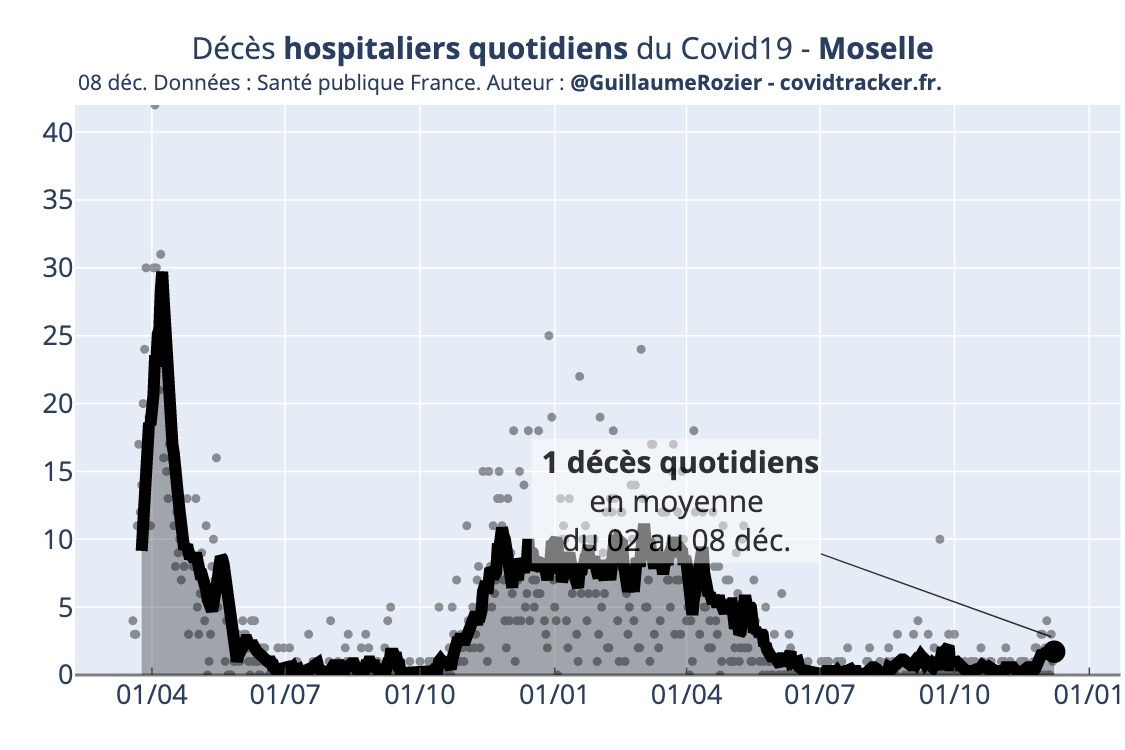 Décès hospitaliers quotidiens du Covid19 - Moselle
08 déc. Données : Santé publique France. Auteur : @GuillaumeRozier - covidtracker.fr.
40
35
30
25
20
15
10
5
0
1 décès quotidiens
en moyenne
du 02 au 08 déc.
01/04 01/07 01/10 01/01 01/04 01/07 01/10 01/01